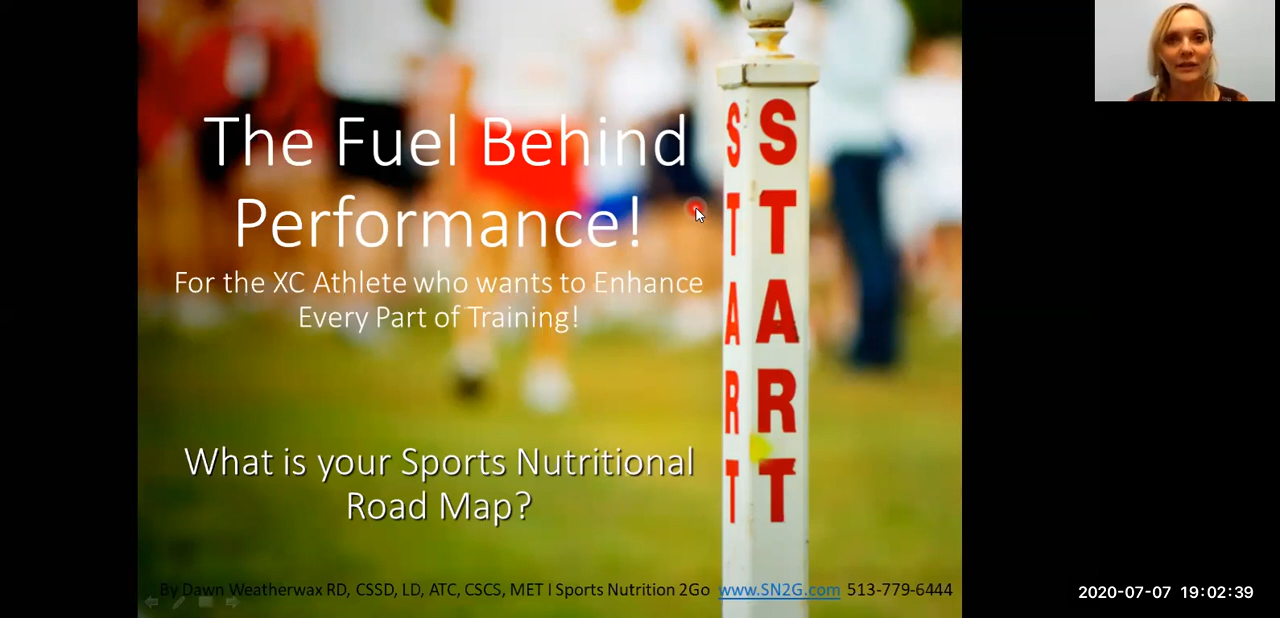 The Fuel Behind
Performance!
For the XC Athlete who wants to Enhance
Every Part of Training!
What is your Sports Nutritional
Road Map?
By Dawn Weatherwax RD, CSSD, LD, ATC, CSCS, MET I Sports Nutrition 2Go www.SN2G.com 513-779-6444
START
START
2020-07-07 19:02:39